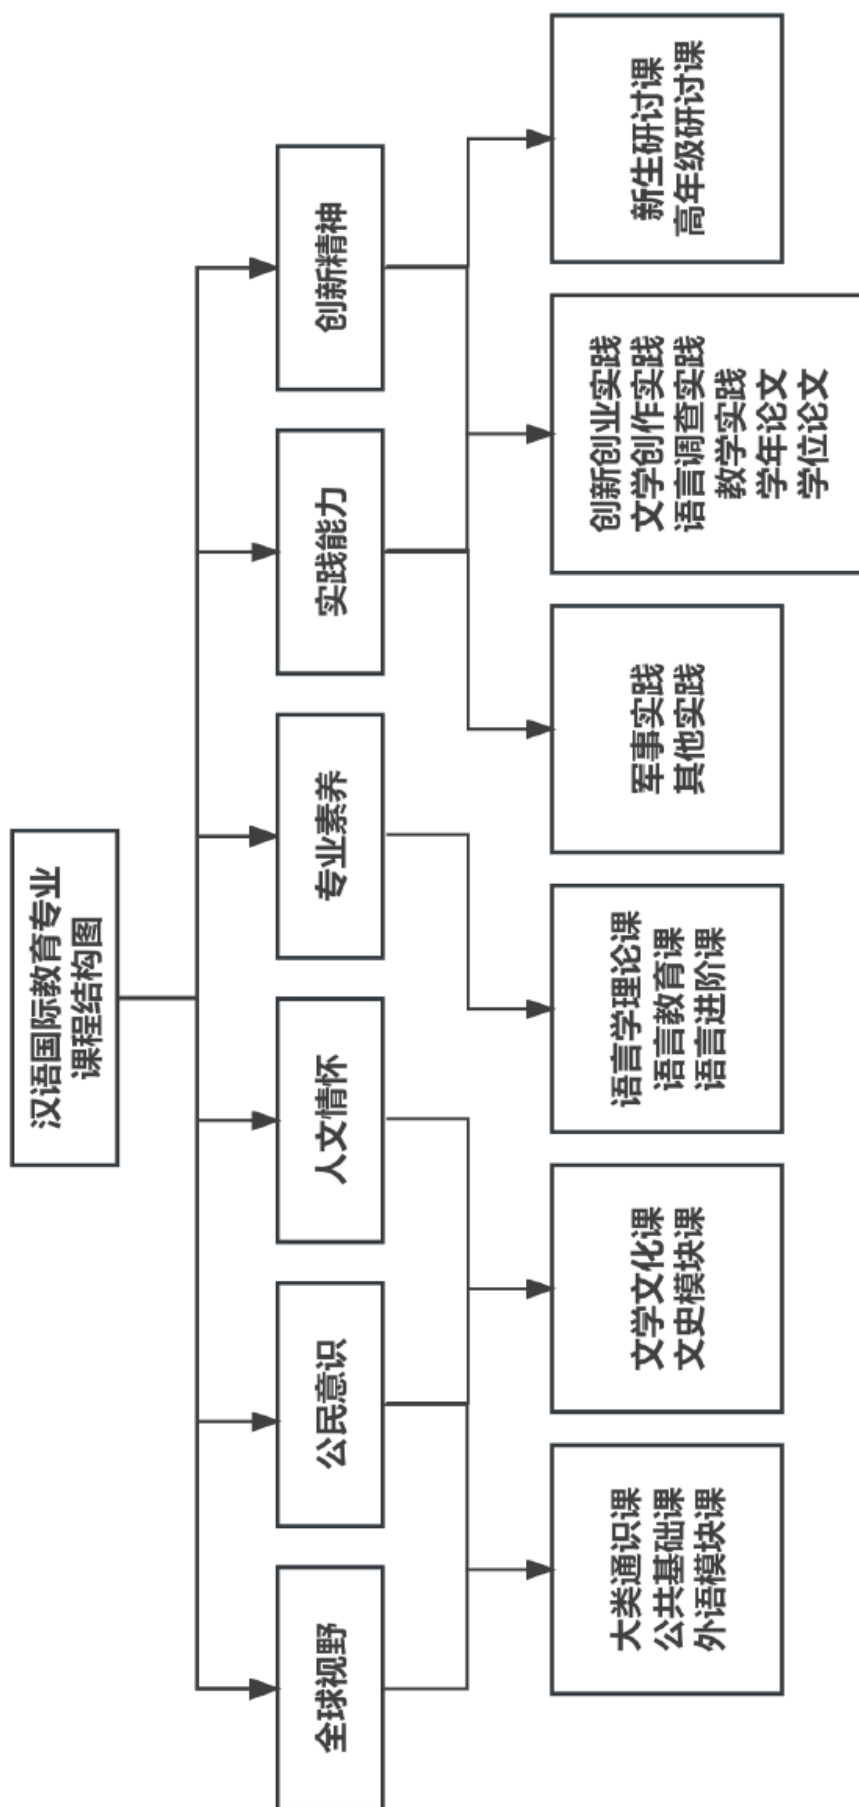 汉语国际教育专业
课程结构图
全球视野
公民意识
人文情怀
专业素养
实践能力
创新精神
大类通识课
公共基础课
外语模块课
文学文化课
文史模块课
语言学理论课
语言教育课
语言进阶课
军事实践
其他实践
创新创业实践
文学创作实践
语言调查实践
教学实践
学年论文
学位论文
新生研讨课
高年级研讨课